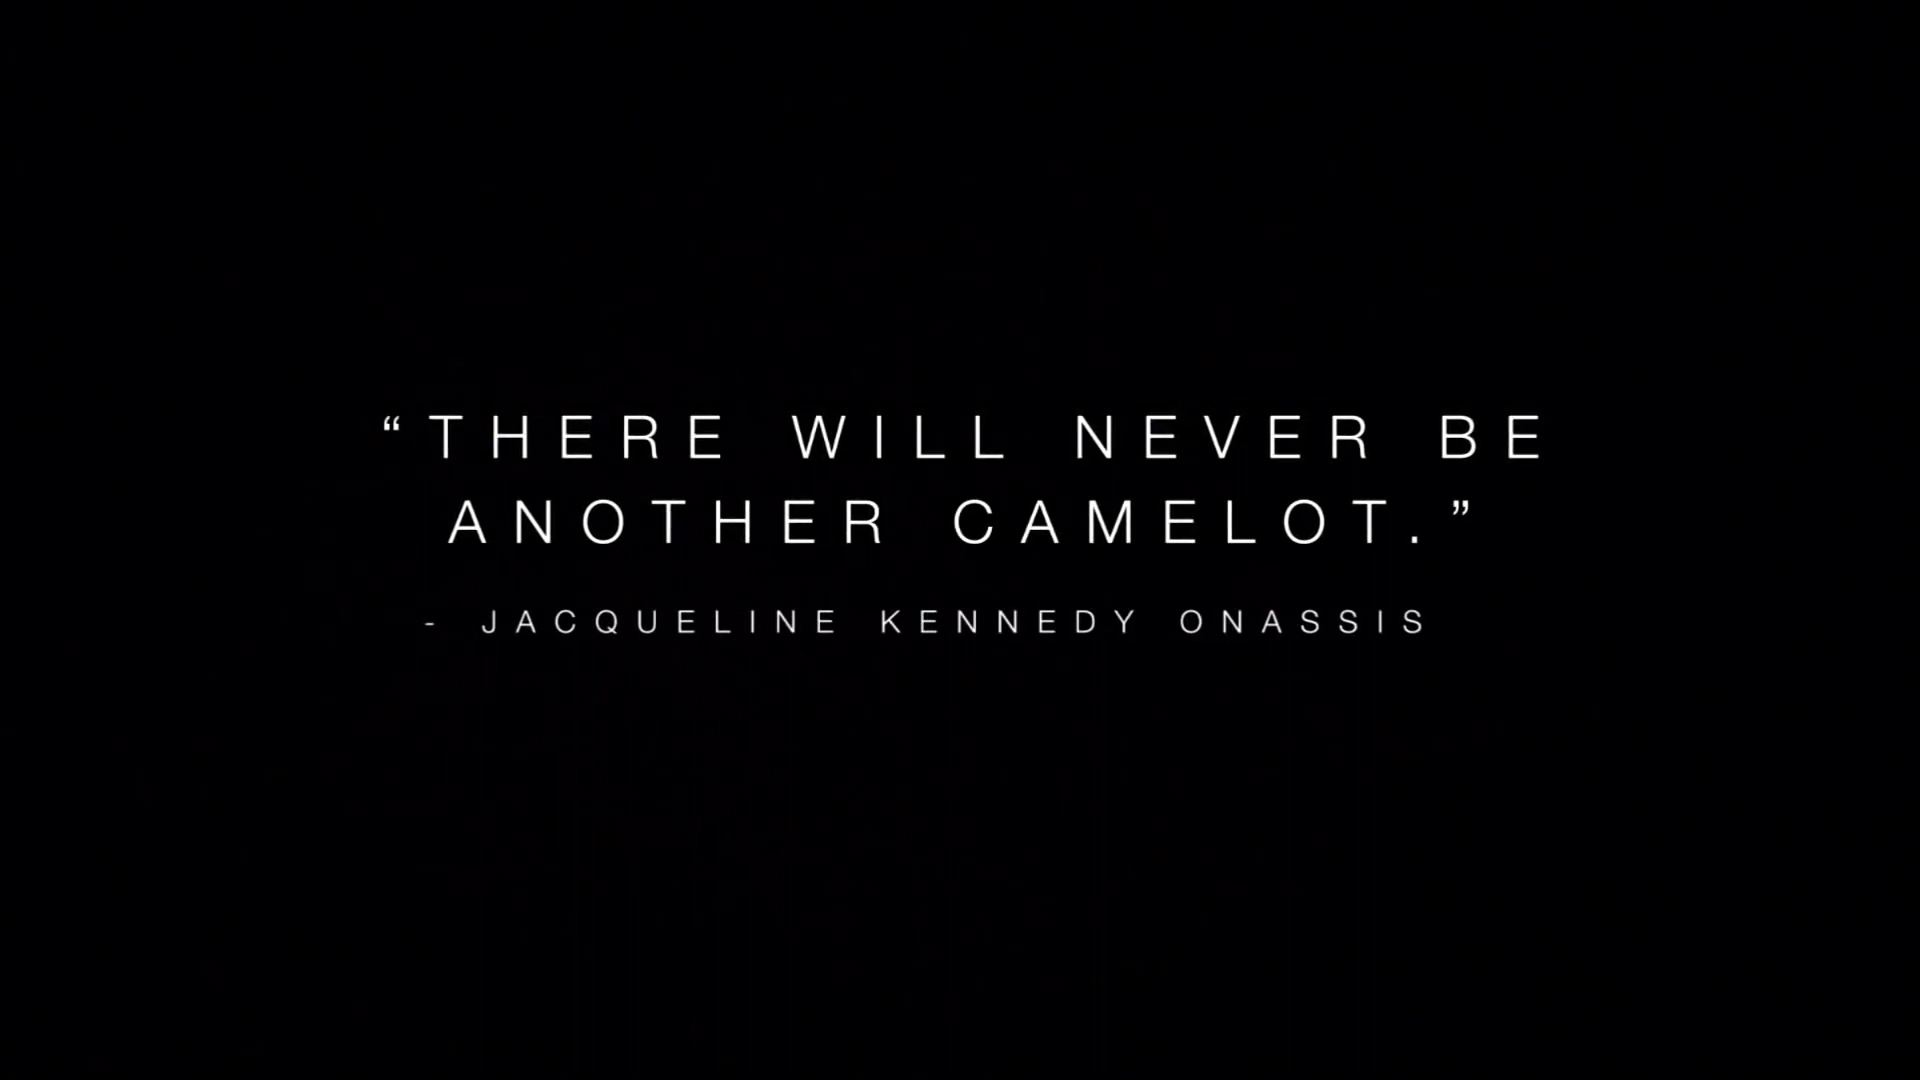 “THERE WILL NEVER BE
ANOTHER CAMELOT.”
- JACQUELINE KENNEDY ONASSIS